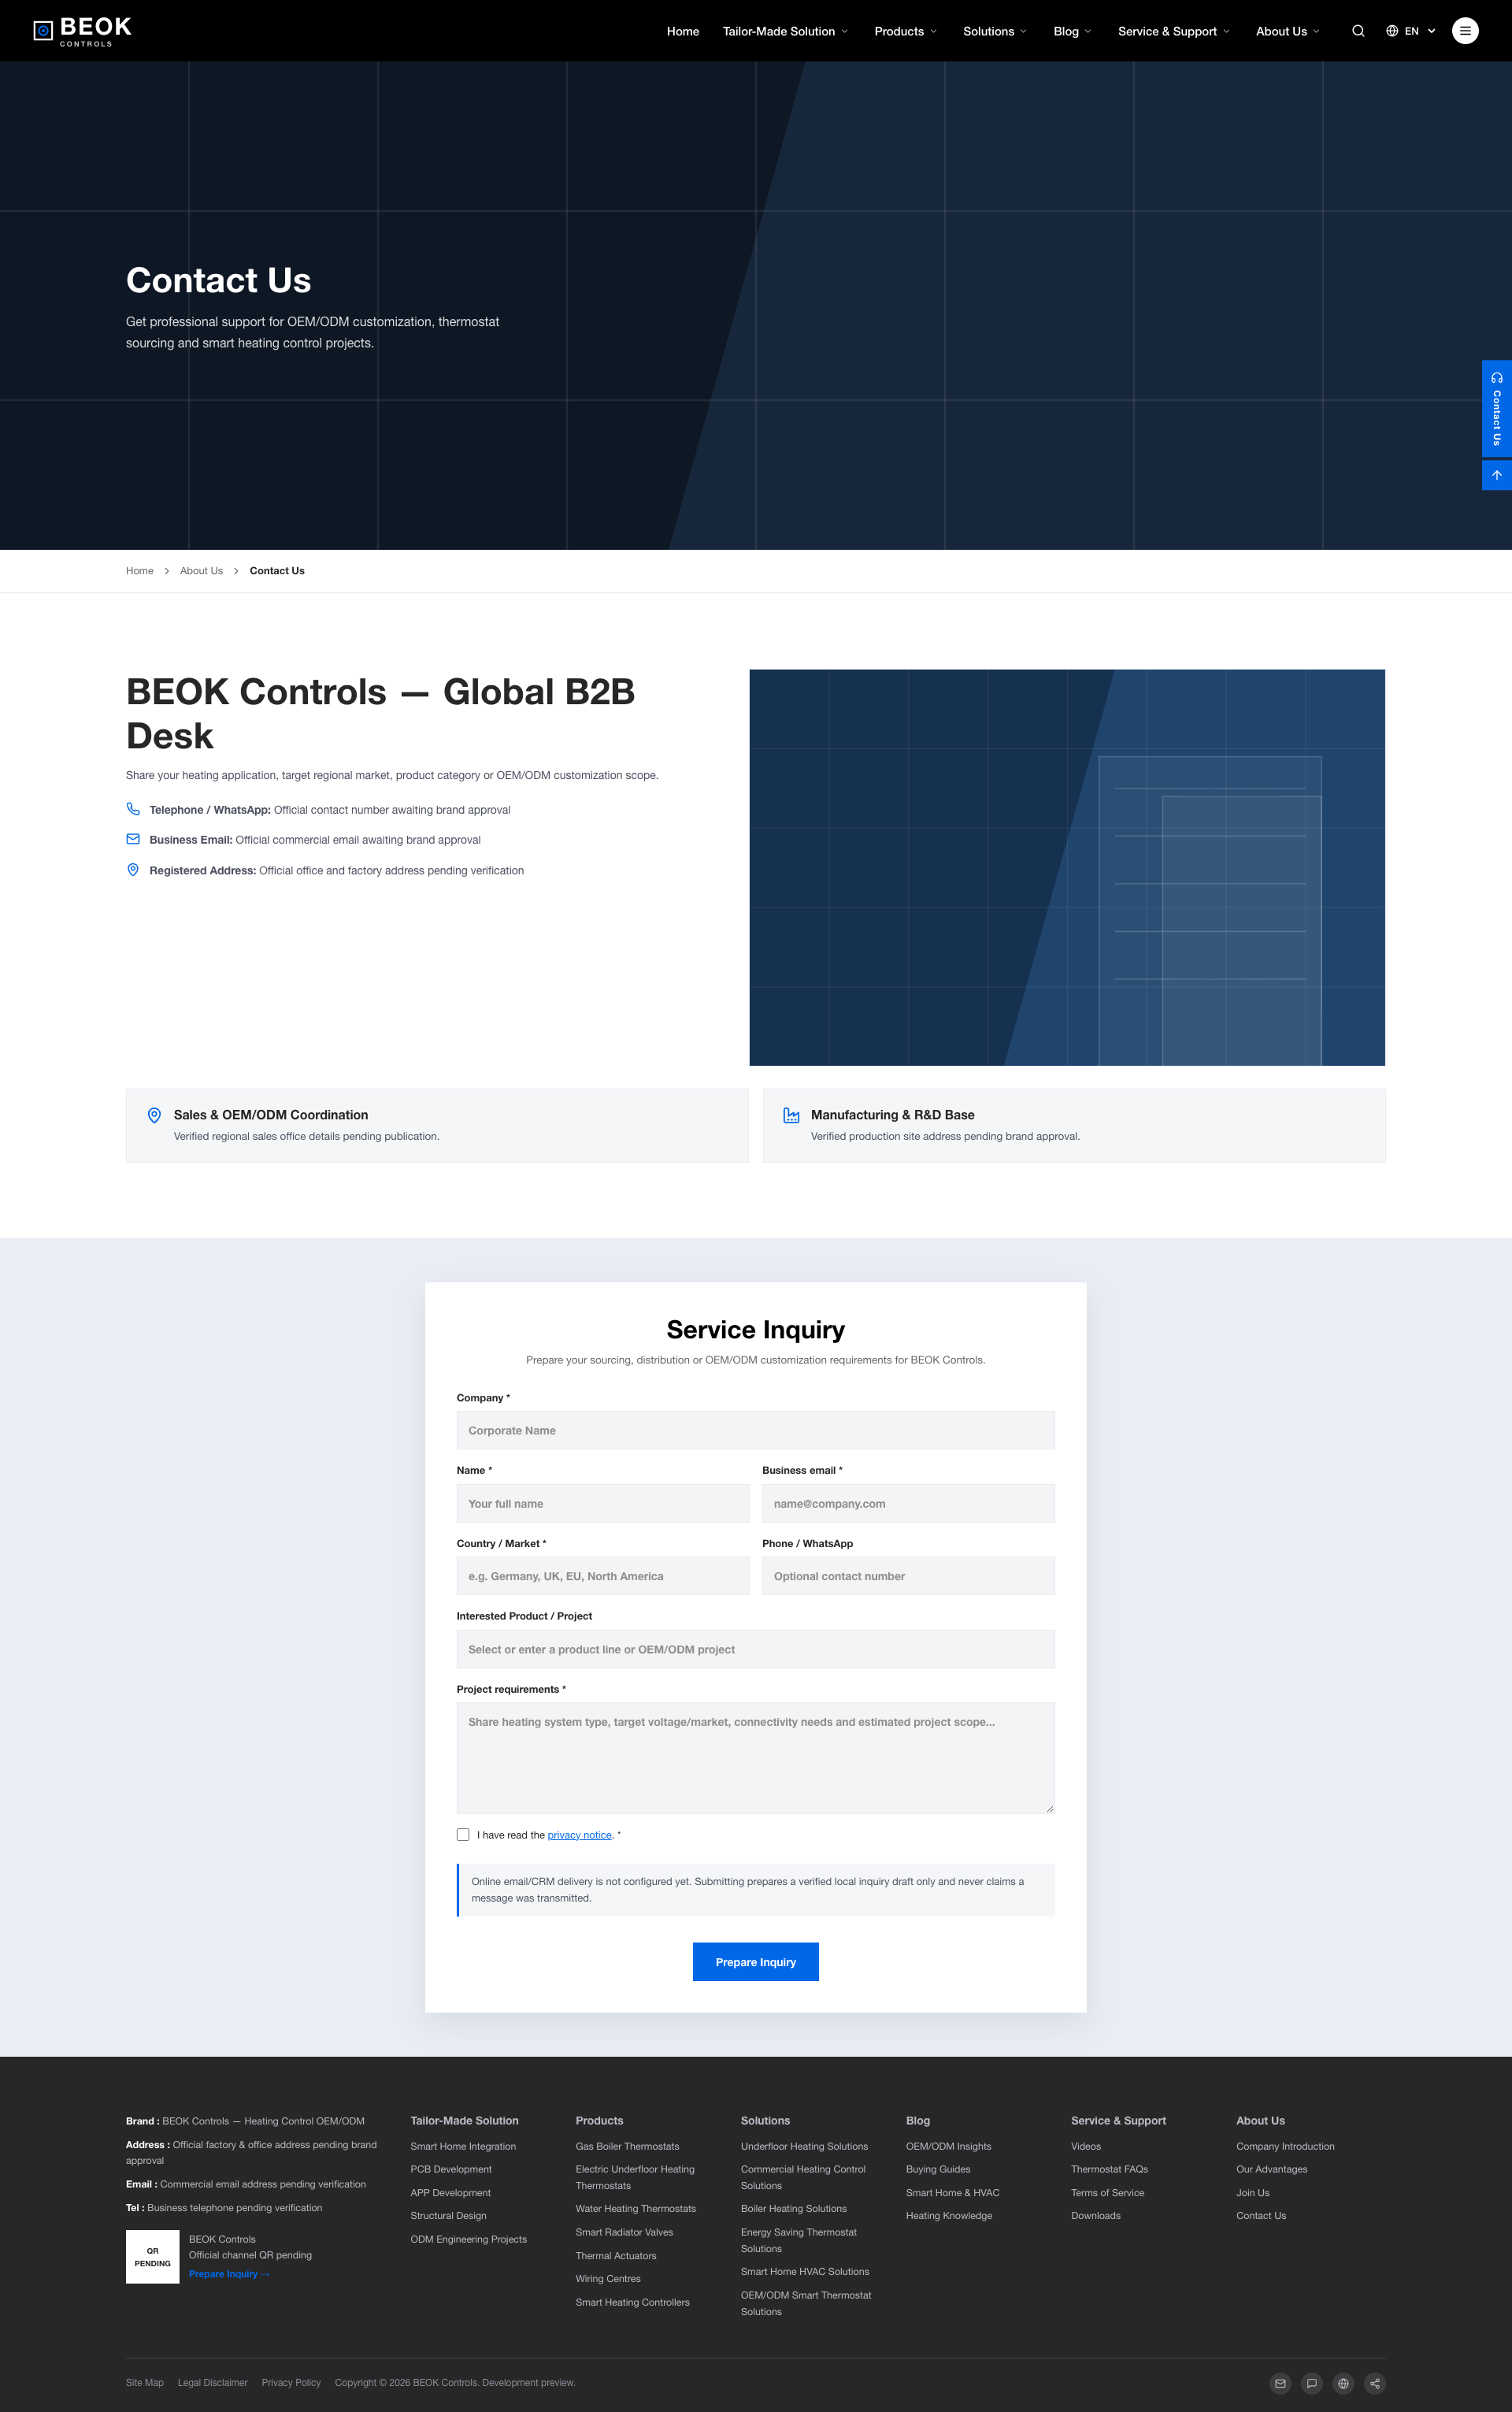 BEOK
CONTROLS
Home
Tailor-Made Solution
Products
Solutions
Blog
Service & Support
About Us
EN
Contact Us
Get professional support for OEM/ODM customization, thermostat
sourcing and smart heating control projects.
Contact Us
Home
About Us
Contact Us
BEOK Controls — Global B2B
Desk
Share your heating application, target regional market, product category or OEM/ODM customization scope.
Telephone / WhatsApp: Official contact number awaiting brand approval
Business Email: Official commercial email awaiting brand approval
Registered Address: Official office and factory address pending verification
Sales & OEM/ODM Coordination
Verified regional sales office details pending publication.
Manufacturing & R&D Base
Verified production site address pending brand approval.
Service Inquiry
Prepare your sourcing, distribution or OEM/ODM customization requirements for BEOK Controls.
Company *
Corporate Name
Name *
Business email *
Your full name
name@company.com
Country / Market *
Phone / WhatsApp
e.g. Germany, UK, EU, North America
Optional contact number
Interested Product / Project
Select or enter a product line or OEM/ODM project
Project requirements *
Share heating system type, target voltage/market, connectivity needs and estimated project scope...
I have read the privacy notice. *
Online email/CRM delivery is not configured yet. Submitting prepares a verified local inquiry draft only and never claims a
message was transmitted.
Prepare Inquiry
Brand : BEOK Controls — Heating Control OEM/ODM
Address : Official factory & office address pending brand
approval
Email : Commercial email address pending verification
Tel : Business telephone pending verification
QR
PENDING
BEOK Controls
Official channel QR pending
Prepare Inquiry →
Tailor-Made Solution
Smart Home Integration
PCB Development
APP Development
Structural Design
ODM Engineering Projects
Products
Gas Boiler Thermostats
Electric Underfloor Heating
Thermostats
Water Heating Thermostats
Smart Radiator Valves
Thermal Actuators
Wiring Centres
Smart Heating Controllers
Solutions
Underfloor Heating Solutions
Commercial Heating Control
Solutions
Boiler Heating Solutions
Energy Saving Thermostat
Solutions
Smart Home HVAC Solutions
OEM/ODM Smart Thermostat
Solutions
Blog
OEM/ODM Insights
Buying Guides
Smart Home & HVAC
Heating Knowledge
Service & Support
Videos
Thermostat FAQs
Terms of Service
Downloads
About Us
Company Introduction
Our Advantages
Join Us
Contact Us
Site Map
Legal Disclaimer
Privacy Policy
Copyright © 2026 BEOK Controls. Development preview.